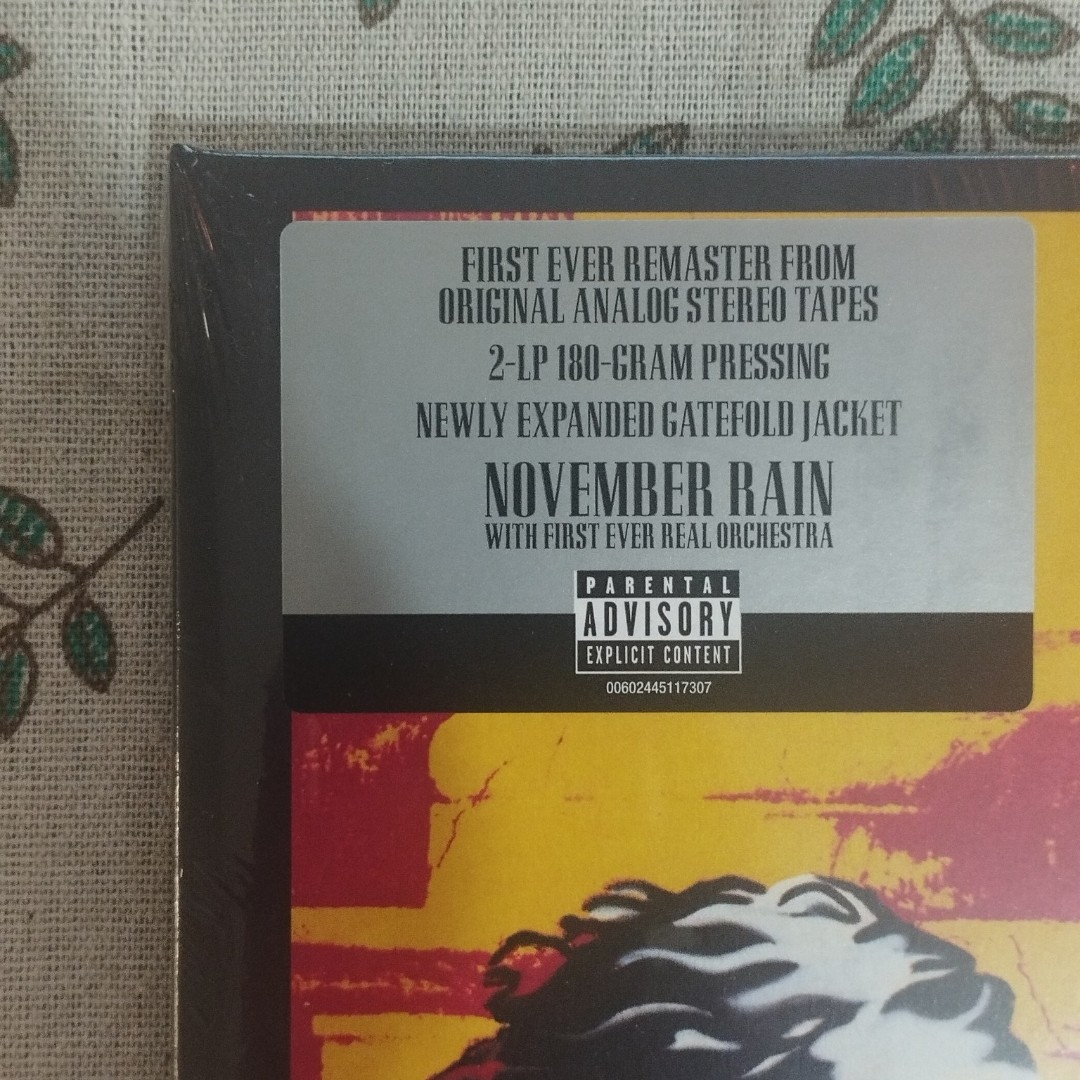 FIRST EVER REMASTER FROM
ORIGINAL ANALOG STEREO TAPES
2-LP 180-GRAM PRESSING
NEWLY EXPANDED GATEFOLD JACKET
NOVEMBER RAIN
WITH FIRST EVER REAL ORCHESTRA
PARENTAL
ADVISORY
EXPLICIT CONTENT
00602445117307